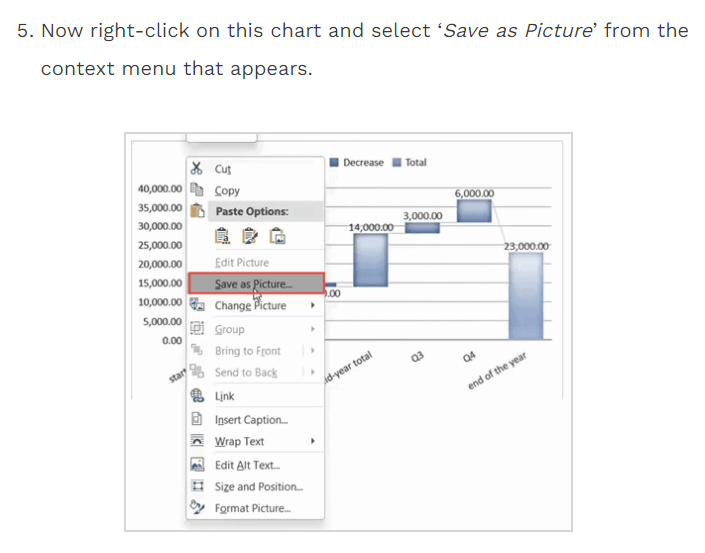 5. Now right-click on this chart and select ‘Save as Picture’ from the
context menu that appears.
Decrease Total
Cut
Copy
Paste Options:
Edit Picture
Save as Picture...
Change Picture
Group
Bring to Front
Send to Back
Link
Insert Caption...
Wrap Text
Edit Alt Text...
Size and Position...
Format Picture...
40,000.00
35,000.00
30,000.00
25,000.00
20,000.00
15,000.00
10,000.00
5,000.00
0.00
14,000.00
3,000.00
6,000.00
23,000.00
0.00
start
id-year total
Q3
Q4
end of the year